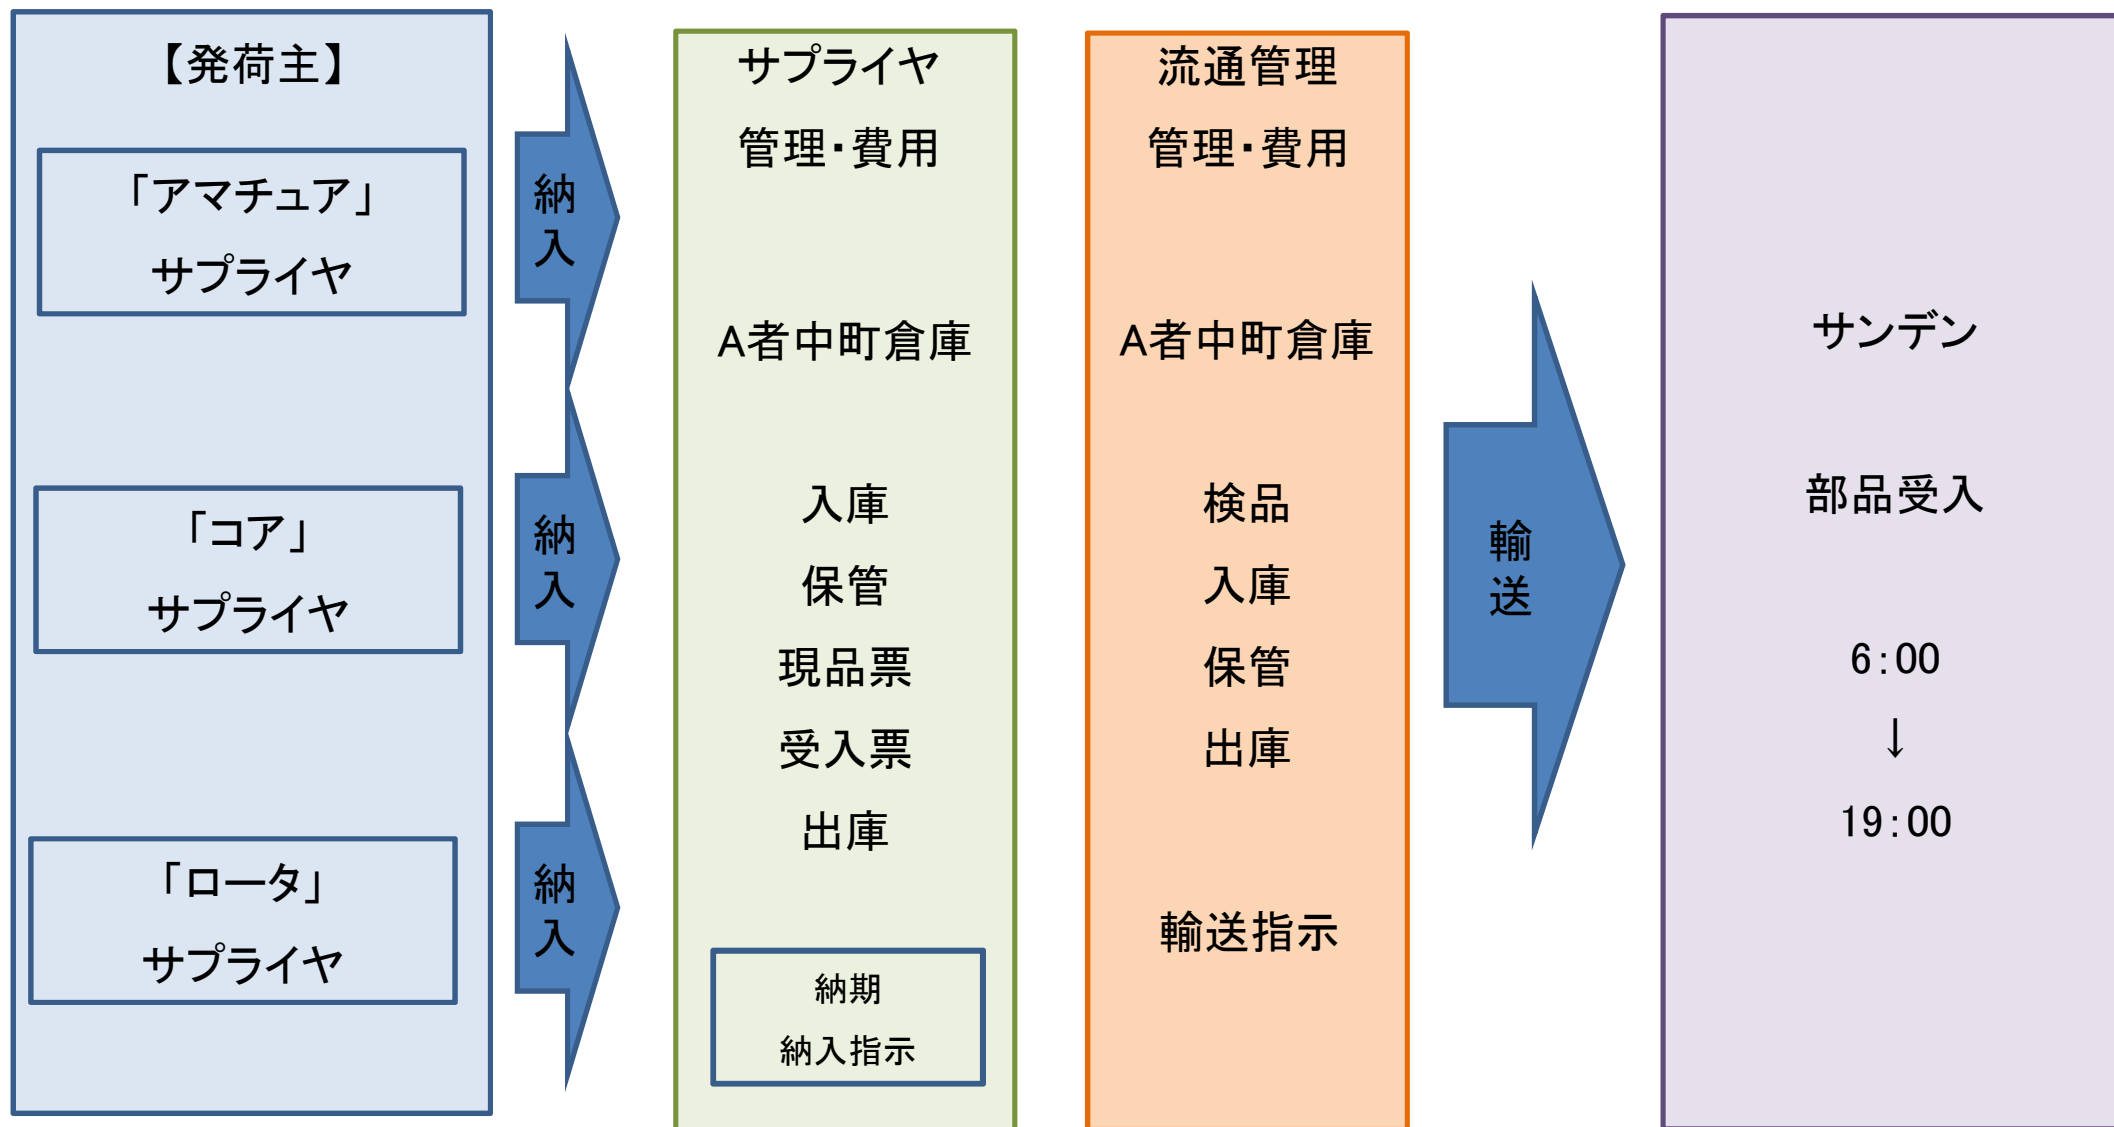 【発荷主】
「アマチュア」
サプライヤ
「コア」
サプライヤ
「ロータ」
サプライヤ
納
入
納
入
納
入
サプライヤ
管理・費用
A者中町倉庫
入庫
保管
現品票
受入票
出庫
納期
納入指示
流通管理
管理・費用
A者中町倉庫
検品
入庫
保管
出庫
輸送指示
輸
送
サンデン
部品受入
6:00
↓
19:00